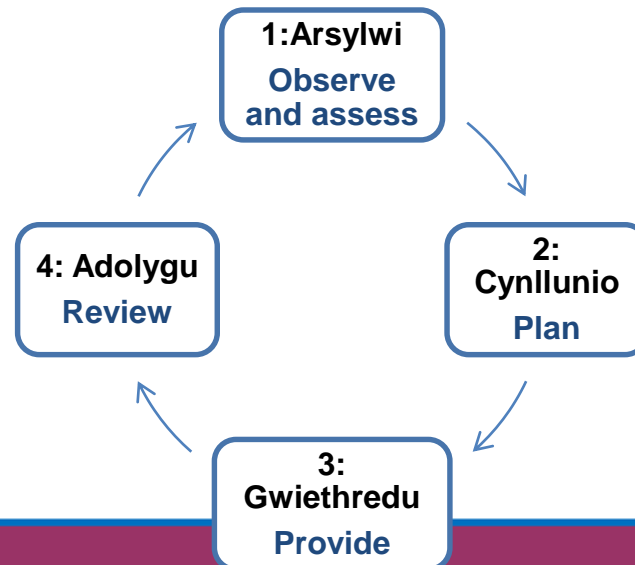 1:Arsylwi
Observe
and assess
2:
Cynllunio
Plan
3:
Gwiethredu
Provide
4: Adolygu
Review